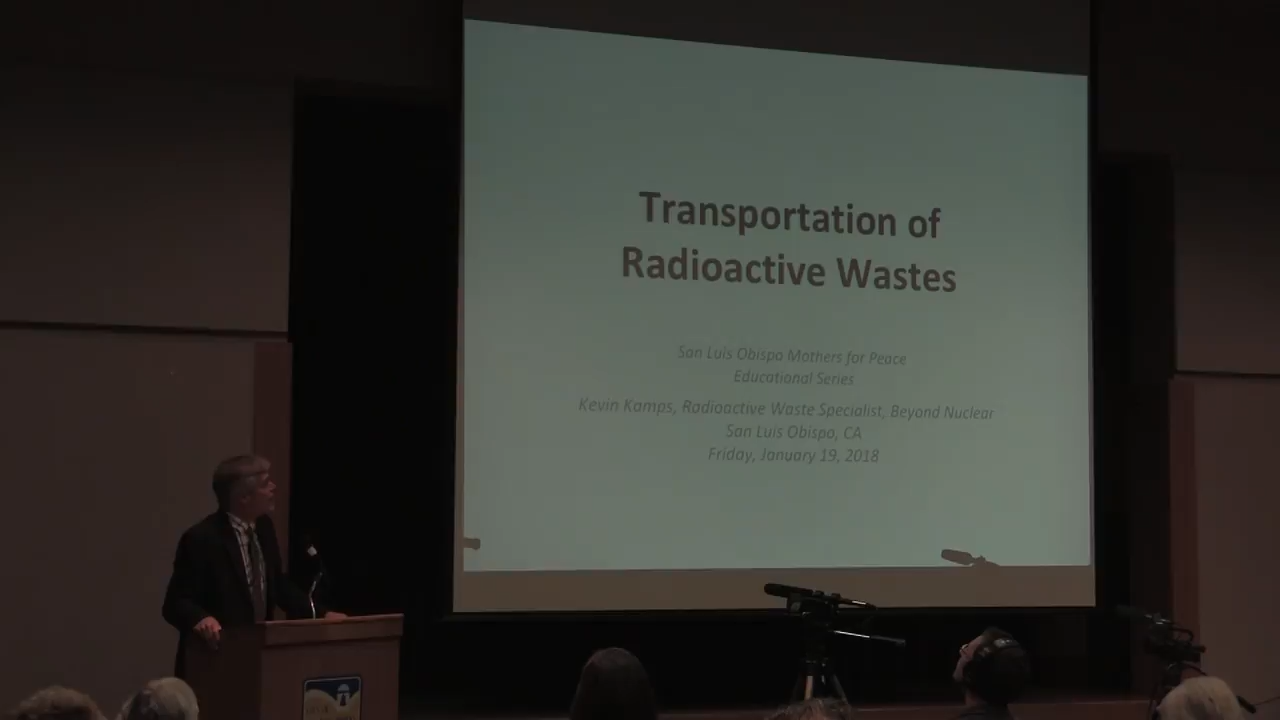 Transportation of
Radioactive Wastes
San Luis Obispo Mothers for Peace
Educational Series
Kevin Kamps, Radioactive Waste Specialist, Beyond Nuclear
San Luis Obispo, CA
Friday, January 19, 2018